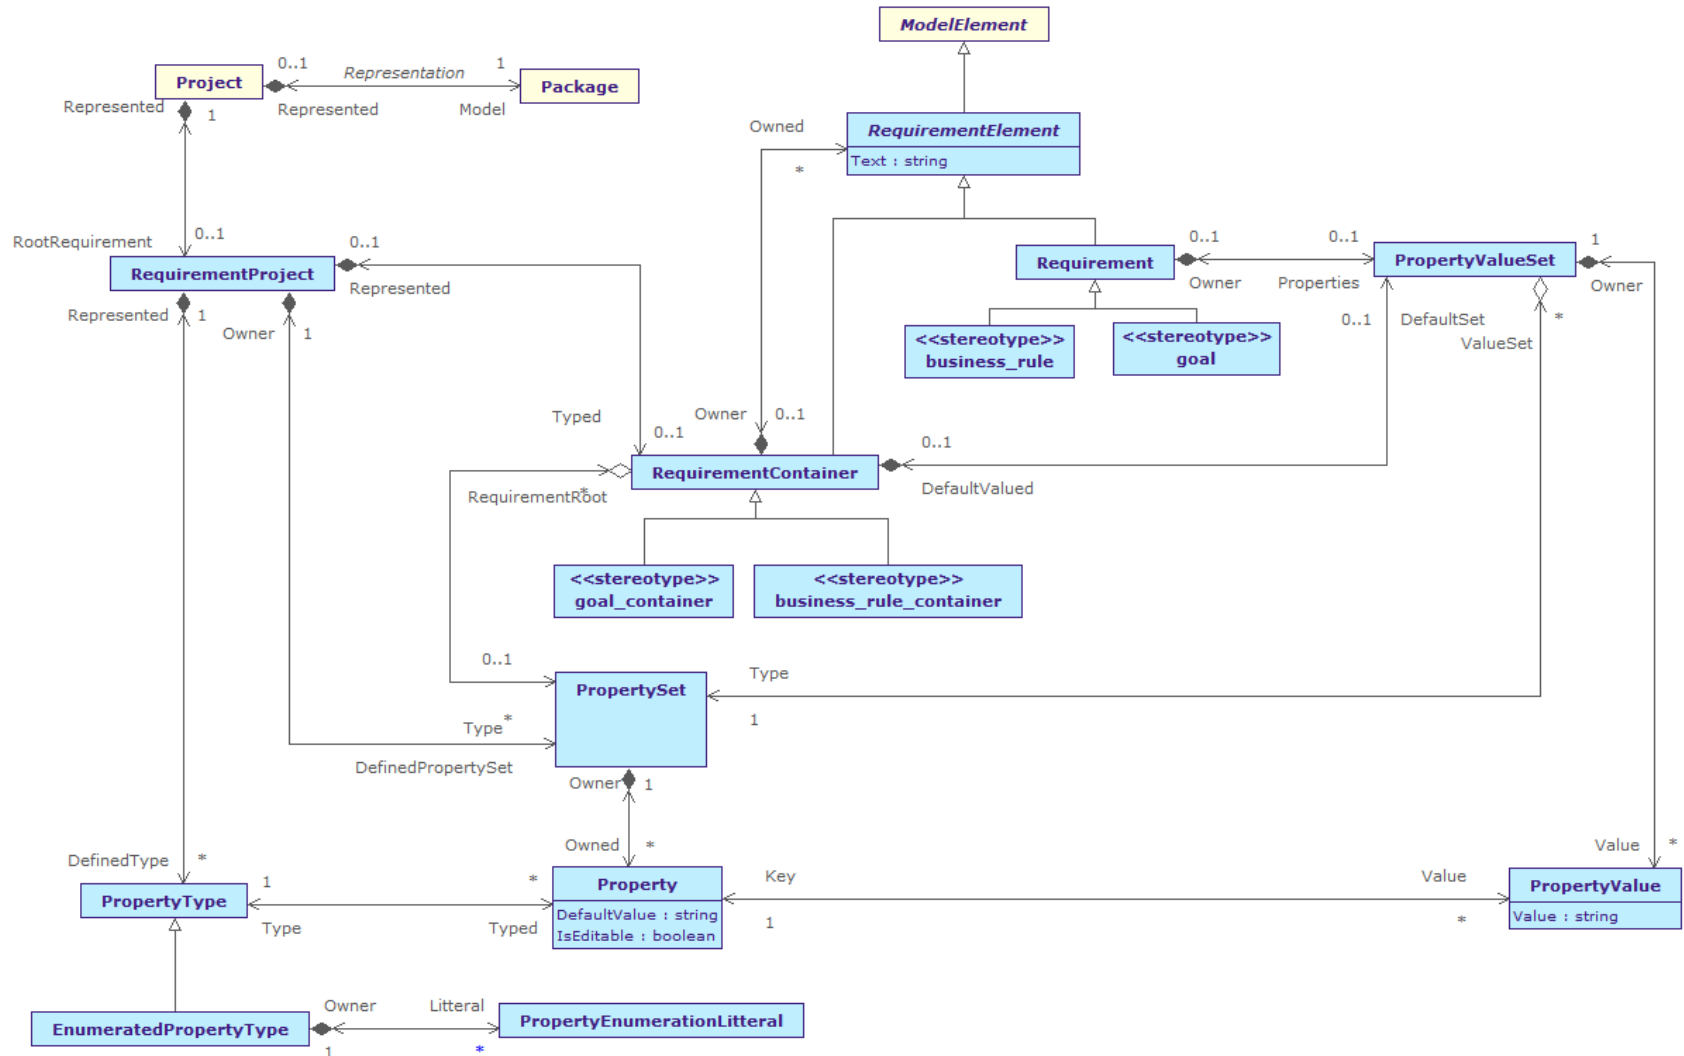 ModelElement
0..1
Representation
1
Project
Package
Represented
1
Represented
Model
Owned
RequirementElement
Text : string
*
RootRequirement
0..1
0..1
0..1
0..1
1
RequirementProject
Represented
Requirement
Owner
Properties
PropertyValueSet
Owner
Represented
1
Owner
1
<<stereotype>>
business_rule
<<stereotype>>
goal
0..1
DefaultSet
*
ValueSet
Typed
0..1
Owner
0..1
0..1
RequirementContainer
RequirementRoot
*
DefaultValued
<<stereotype>>
goal_container
<<stereotype>>
business_rule_container
0..1
PropertySet
Type
1
Type
*
DefinedPropertySet
Owner
1
Owned
*
DefinedType
*
Value
*
PropertyType
1
Type
*
Typed
Property
DefaultValue : string
IsEditable : boolean
Key
1
Value
*
PropertyValue
Value : string
EnumeratedPropertyType
Owner
1
Litteral
*
PropertyEnumerationLitteral